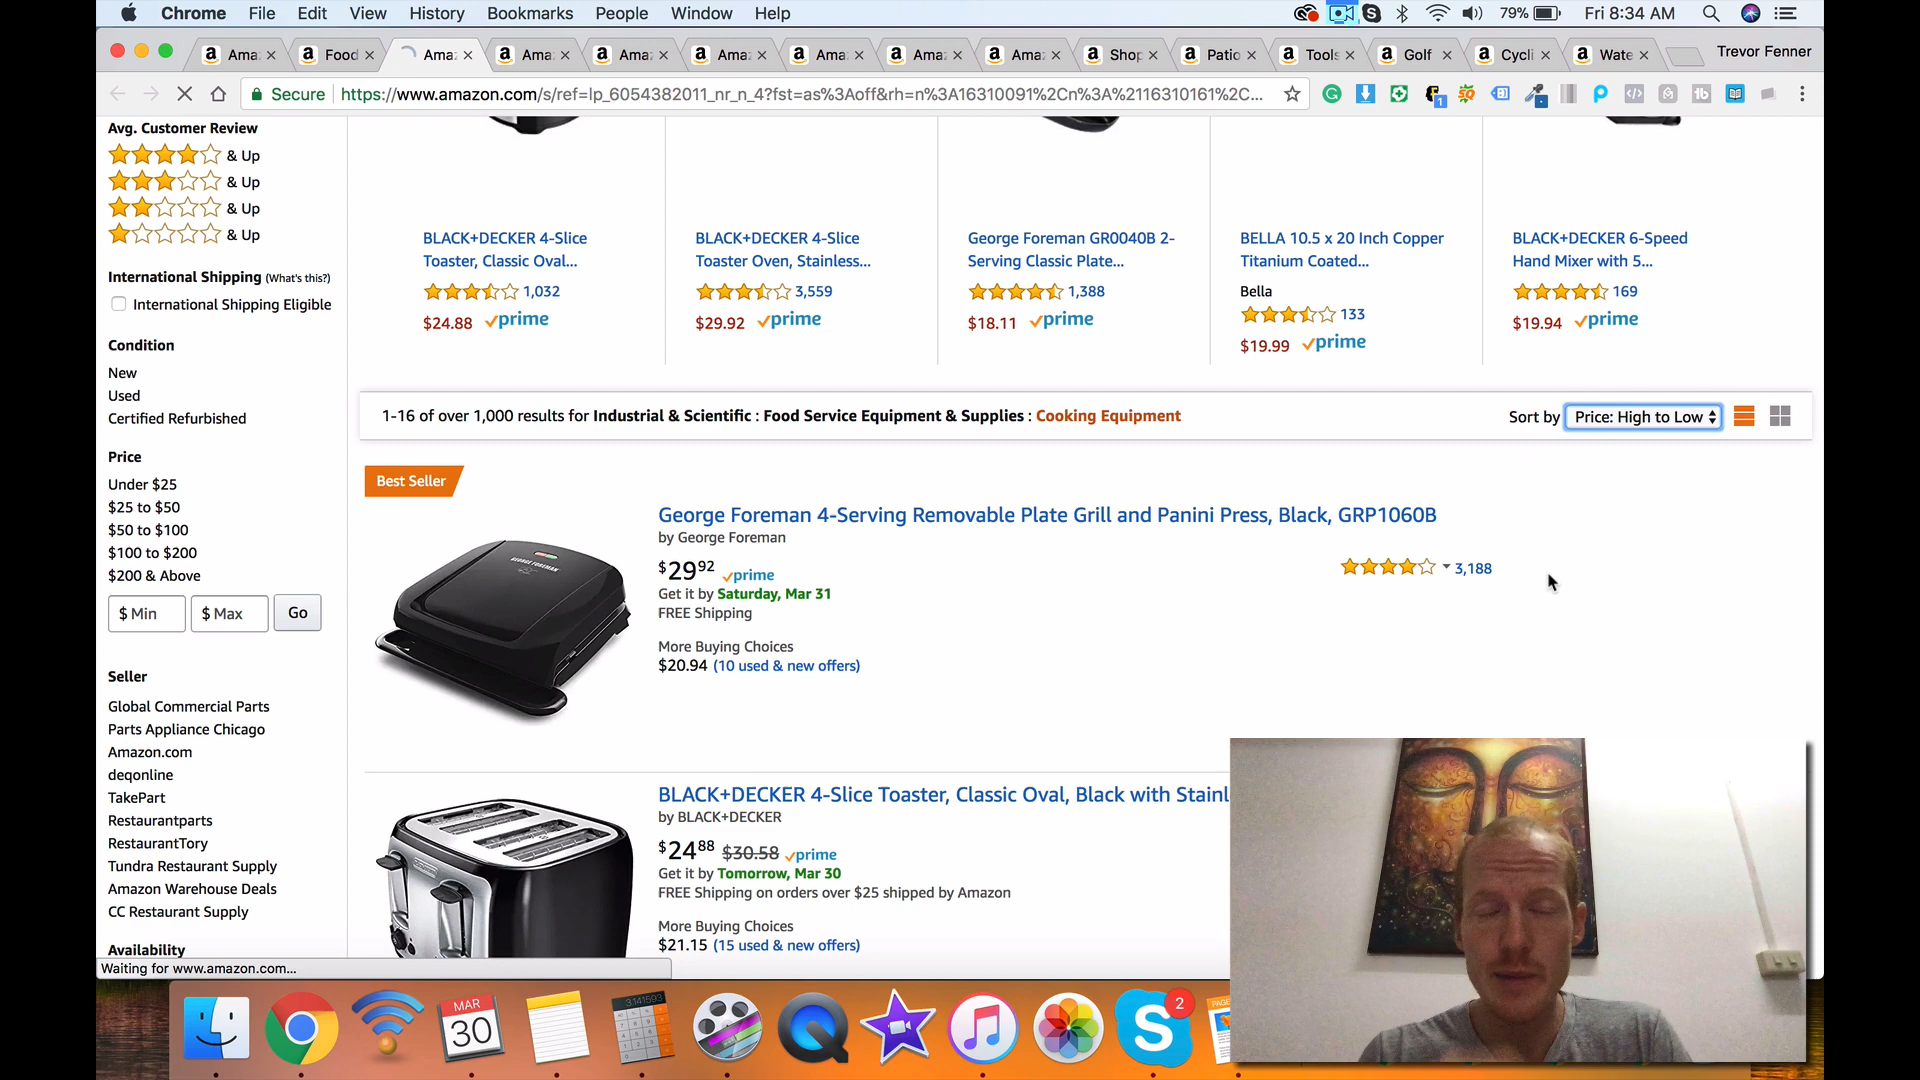 Chrome File Edit View History Bookmarks People Window Help
79% Fri 8:34 AM
Ama: Food Ama: Ama: Ama: Ama: Ama: Ama: Ama: Shop Patio Tools Golf Cycli Wate Trevor Fenner
Secure https://www.amazon.com/s/ref=lp_6054382011_nr_n_4?fst=as%3Aoff&rh=n%3A16310091%2Cn%3A%2116310161%2C...
Avg. Customer Review
& Up
& Up
& Up
& Up
International Shipping (What's this?)
International Shipping Eligible
Condition
New
Used
Certified Refurbished
Price
Under $25
$25 to $50
$50 to $100
$100 to $200
$200 & Above
$ Min $ Max Go
Seller
Global Commercial Parts
Parts Appliance Chicago
Amazon.com
deqonline
TakePart
Restaurantparts
RestaurantTory
Tundra Restaurant Supply
Amazon Warehouse Deals
CC Restaurant Supply
Availability
Waiting for www.amazon.com...
BLACK+DECKER 4-Slice
Toaster, Classic Oval...
1,032
$24.88 prime
BLACK+DECKER 4-Slice
Toaster Oven, Stainless...
3,559
$29.92 prime
George Foreman GR0040B 2-
Serving Classic Plate...
1,388
$18.11 prime
BELLA 10.5 x 20 Inch Copper
Titanium Coated...
Bella
133
$19.99 prime
BLACK+DECKER 6-Speed
Hand Mixer with 5...
169
$19.94 prime
1-16 of over 1,000 results for Industrial & Scientific : Food Service Equipment & Supplies : Cooking Equipment
Sort by Price: High to Low
Best Seller
George Foreman 4-Serving Removable Plate Grill and Panini Press, Black, GRP1060B
by George Foreman
$29 92 prime
3,188
Get it by Saturday, Mar 31
FREE Shipping
More Buying Choices
$20.94 (10 used & new offers)
GEORGE FOREMAN
BLACK+DECKER 4-Slice Toaster, Classic Oval, Black with Stainl
by BLACK+DECKER
$24 88 $30.58 prime
Get it by Tomorrow, Mar 30
FREE Shipping on orders over $25 shipped by Amazon
More Buying Choices
$21.15 (15 used & new offers)
MAR
30
3.141593
2
PAGES